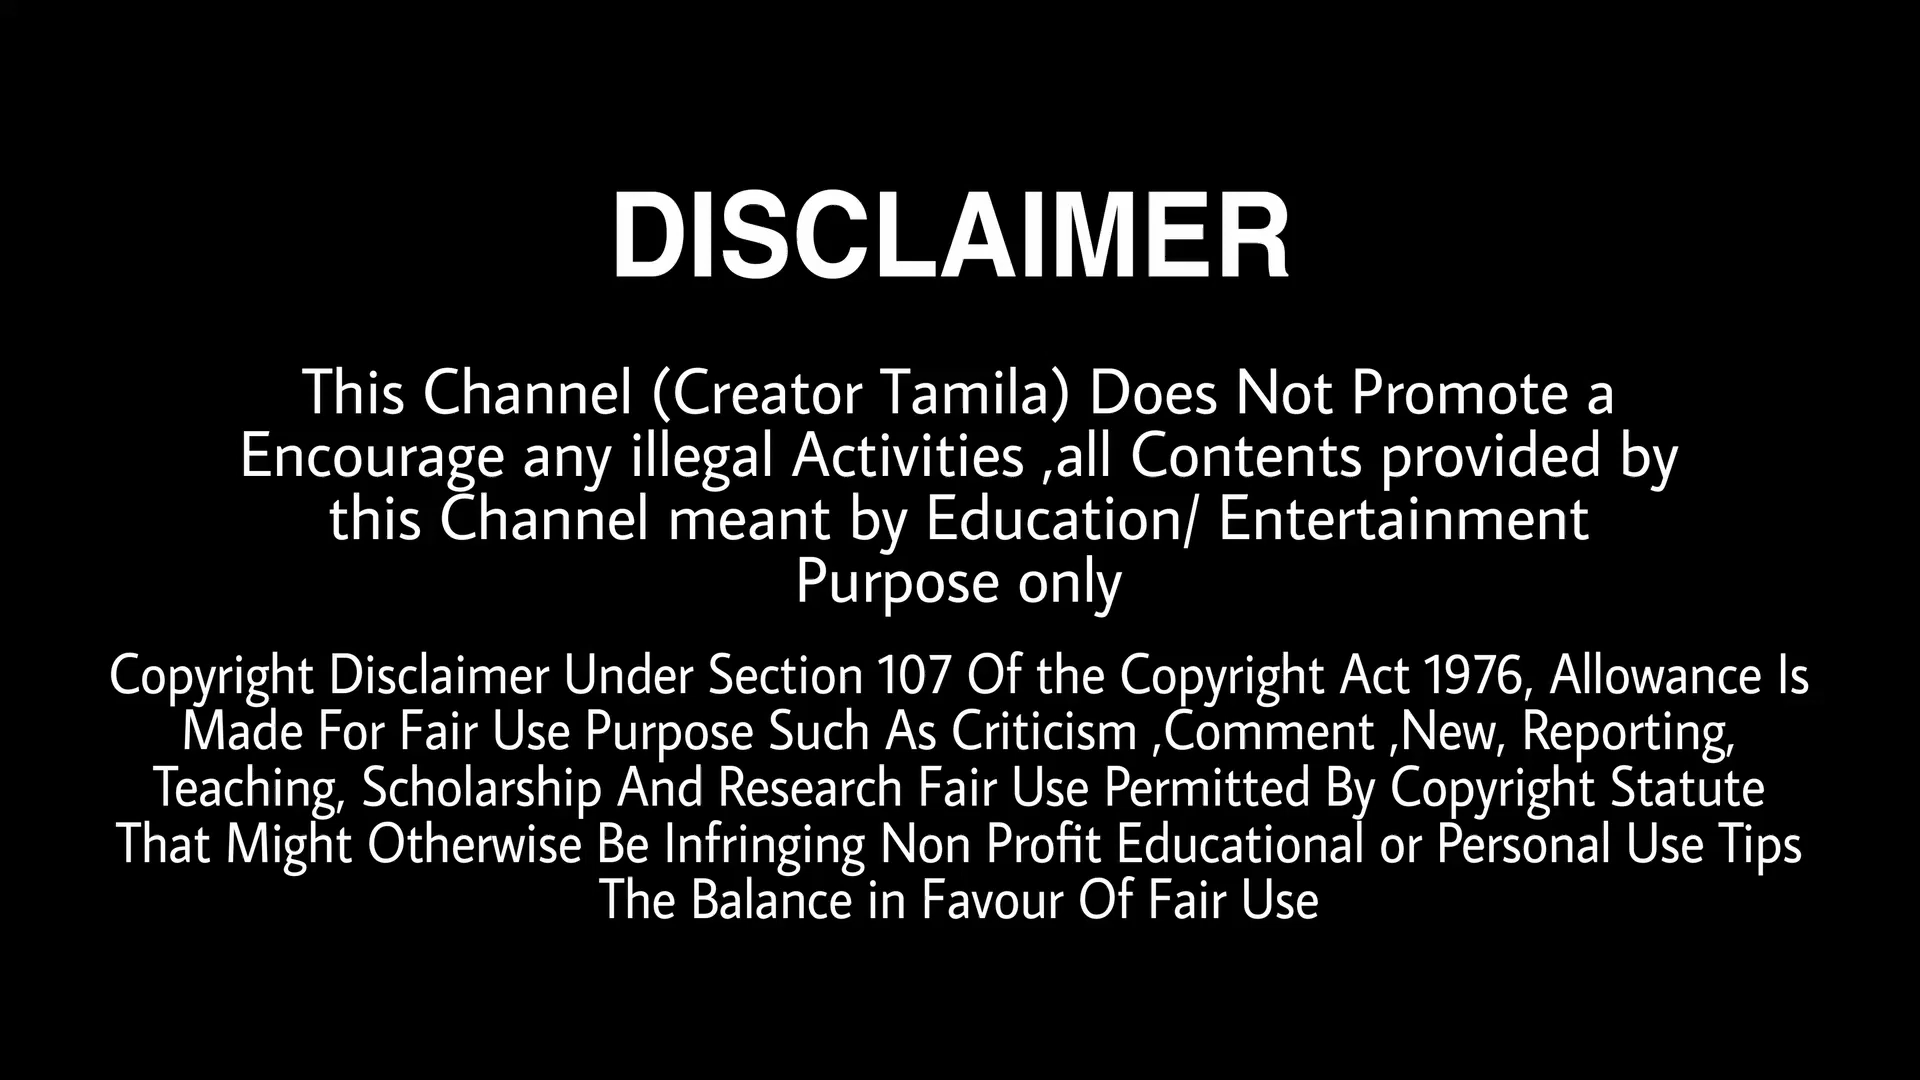 DISCLAIMER
This Channel (Creator Tamila) Does Not Promote a
Encourage any illegal Activities ,all Contents provided by
this Channel meant by Education/ Entertainment
Purpose only
Copyright Disclaimer Under Section 107 Of the Copyright Act 1976, Allowance Is
Made For Fair Use Purpose Such As Criticism ,Comment ,New, Reporting,
Teaching, Scholarship And Research Fair Use Permitted By Copyright Statute
That Might Otherwise Be Infringing Non Profit Educational or Personal Use Tips
The Balance in Favour Of Fair Use